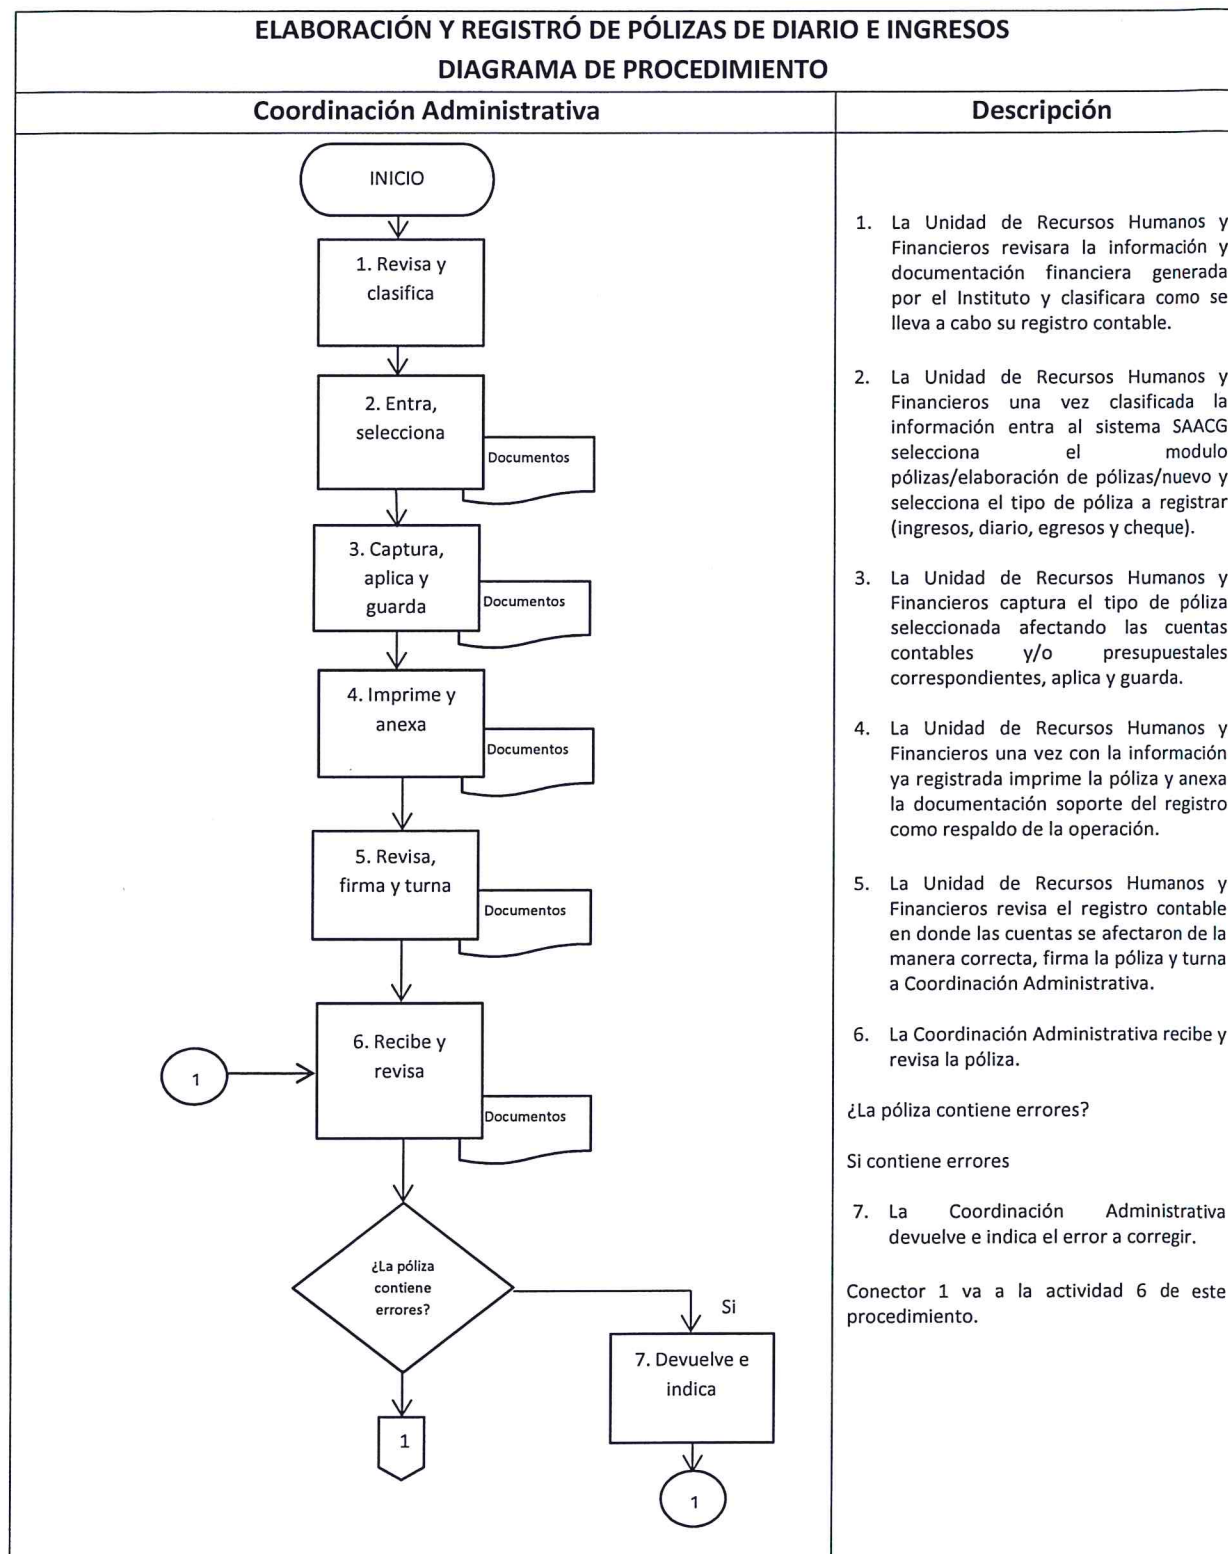 ELABORACIÓN Y REGISTRÓ DE PÓLIZAS DE DIARIO E INGRESOS
DIAGRAMA DE PROCEDIMIENTO
Coordinación Administrativa
INICIO
1. Revisa y
clasifica
2. Entra,
selecciona
Documentos
3. Captura,
aplica y
guarda
Documentos
4. Imprime y
anexa
Documentos
5. Revisa,
firma y turna
Documentos
6. Recibe y
revisa
1
Documentos
¿La póliza
contiene
errores?
Si
7. Devuelve e
indica
1
1
Descripción
1. La Unidad de Recursos Humanos y
Financieros revisara la información y
documentación financiera generada
por el Instituto y clasificara como se
lleva a cabo su registro contable.
2. La Unidad de Recursos Humanos y
Financieros una vez clasificada la
información entra al sistema SAACG
selecciona el modulo
pólizas/elaboración de pólizas/nuevo y
selecciona el tipo de póliza a registrar
(ingresos, diario, egresos y cheque).
3. La Unidad de Recursos Humanos y
Financieros captura el tipo de póliza
seleccionada afectando las cuentas
contables y/o presupuestales
correspondientes, aplica y guarda.
4. La Unidad de Recursos Humanos y
Financieros una vez con la información
ya registrada imprime la póliza y anexa
la documentación soporte del registro
como respaldo de la operación.
5. La Unidad de Recursos Humanos y
Financieros revisa el registro contable
en donde las cuentas se afectaron de la
manera correcta, firma la póliza y turna
a Coordinación Administrativa.
6. La Coordinación Administrativa recibe y
revisa la póliza.
¿La póliza contiene errores?
Si contiene errores
7. La Coordinación Administrativa
devuelve e indica el error a corregir.
Conector 1 va a la actividad 6 de este
procedimiento.